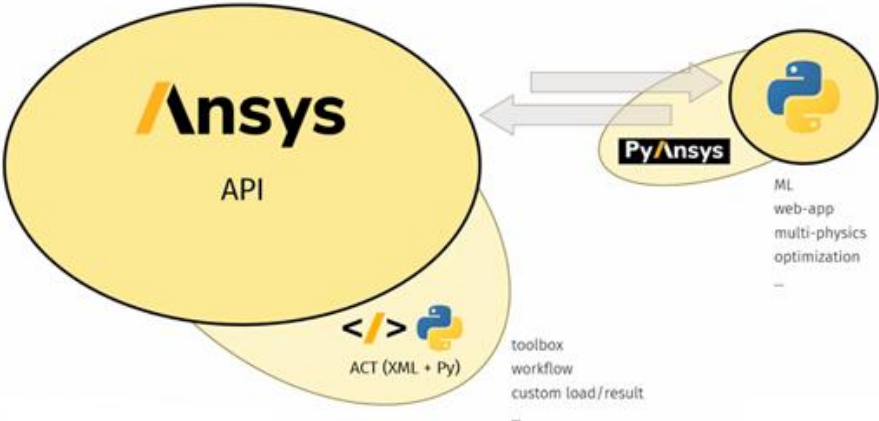 Ansys
API
PyAnsys
ML
web-app
multi-physics
optimization
...
</>
ACT (XML + Py)
toolbox
workflow
custom load/result
...